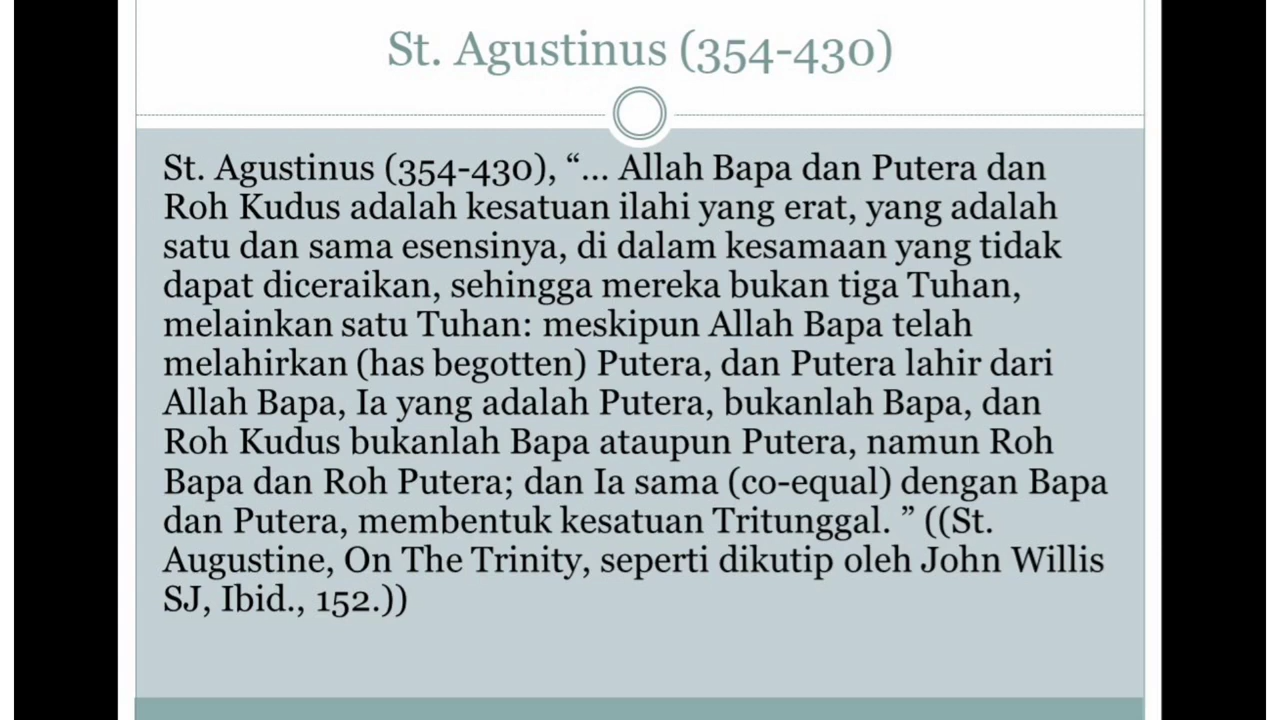 St. Agustinus (354-430)
St. Agustinus (354-430), “... Allah Bapa dan Putera dan
Roh Kudus adalah kesatuan ilahi yang erat, yang adalah
satu dan sama esensinya, di dalam kesamaan yang tidak
dapat diceraikan, sehingga mereka bukan tiga Tuhan,
melainkan satu Tuhan: meskipun Allah Bapa telah
melahirkan (has begotten) Putera, dan Putera lahir dari
Allah Bapa, Ia yang adalah Putera, bukanlah Bapa, dan
Roh Kudus bukanlah Bapa ataupun Putera, namun Roh
Bapa dan Roh Putera; dan Ia sama (co-equal) dengan Bapa
dan Putera, membentuk kesatuan Tritunggal. ” ((St.
Augustine, On The Trinity, seperti dikutip oleh John Willis
SJ, Ibid., 152.))